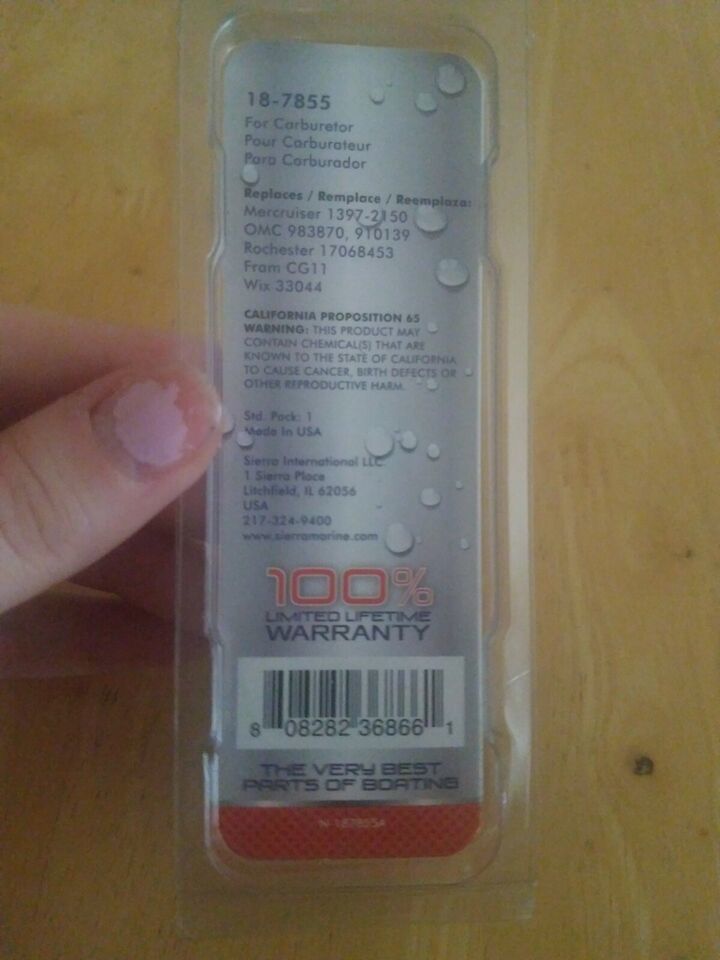 18-7855
For Carburetor
Pour Carburateur
Para Carburador
Replaces / Remplace / Reemplaza:
Mercruiser 1397-2150
OMC 983870, 910139
Rochester 17068453
Fram CG11
Wix 33044
CALIFORNIA PROPOSITION 65
WARNING: THIS PRODUCT MAY
CONTAIN CHEMICAL(S) THAT ARE
KNOWN TO THE STATE OF CALIFORNIA
TO CAUSE CANCER, BIRTH DEFECTS OR
OTHER REPRODUCTIVE HARM.
Std. Pack: 1
Made In USA
Sierra International LLC.
1 Sierra Place
Litchfield, IL 62056
USA
217-324-9400
www.sierramarine.com
100%
LIMITED LIFETIME
WARRANTY
8 08282 36866 1
THE VERY BEST
PARTS OF BOATING
N-187855A